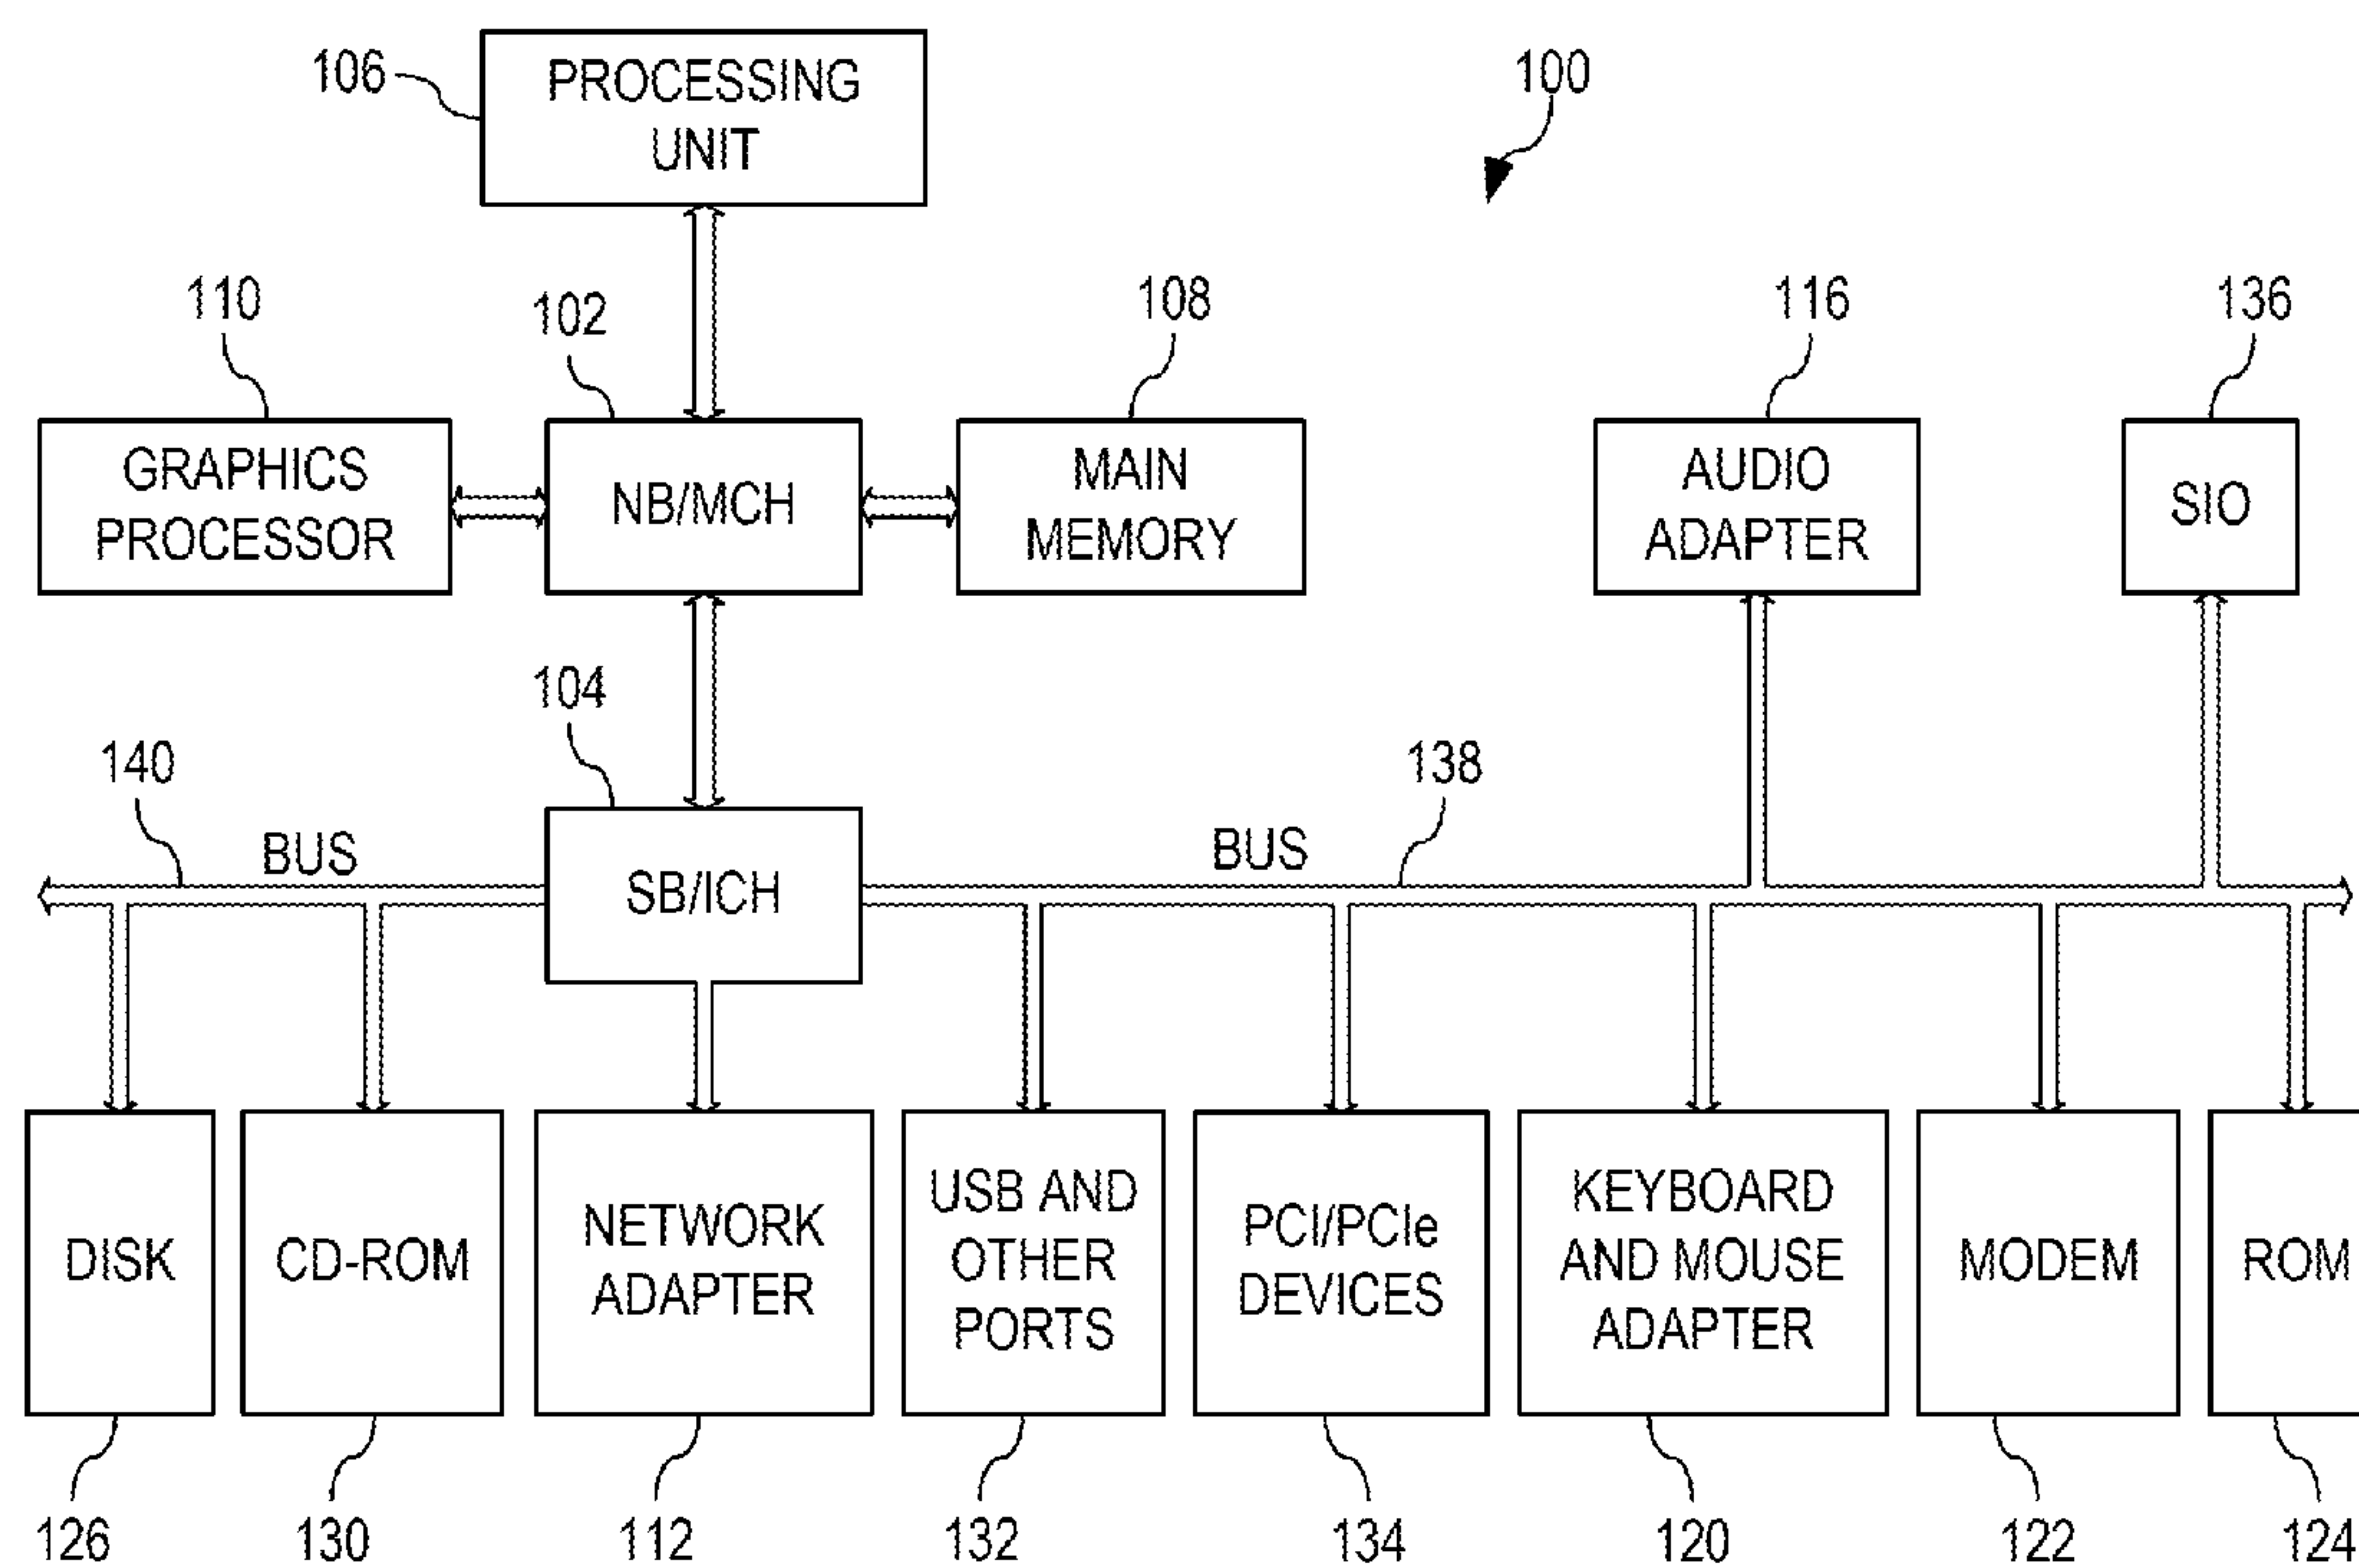 106
PROCESSING
UNIT
100
110
102
108
116
136
GRAPHICS
PROCESSOR
NB/MCH
MAIN
MEMORY
AUDIO
ADAPTER
SIO
104
140
138
BUS
BUS
SB/ICH
DISK
CD-ROM
NETWORK
ADAPTER
USB AND
OTHER
PORTS
PCI/PCIe
DEVICES
KEYBOARD
AND MOUSE
ADAPTER
MODEM
ROM
126
130
112
132
134
120
122
124